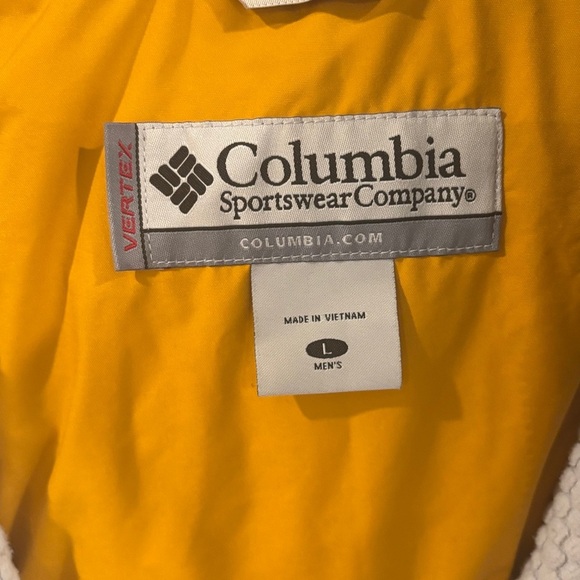 VERTEX
Columbia
Sportswear Company®
COLUMBIA.COM
MADE IN VIETNAM
L
MEN'S